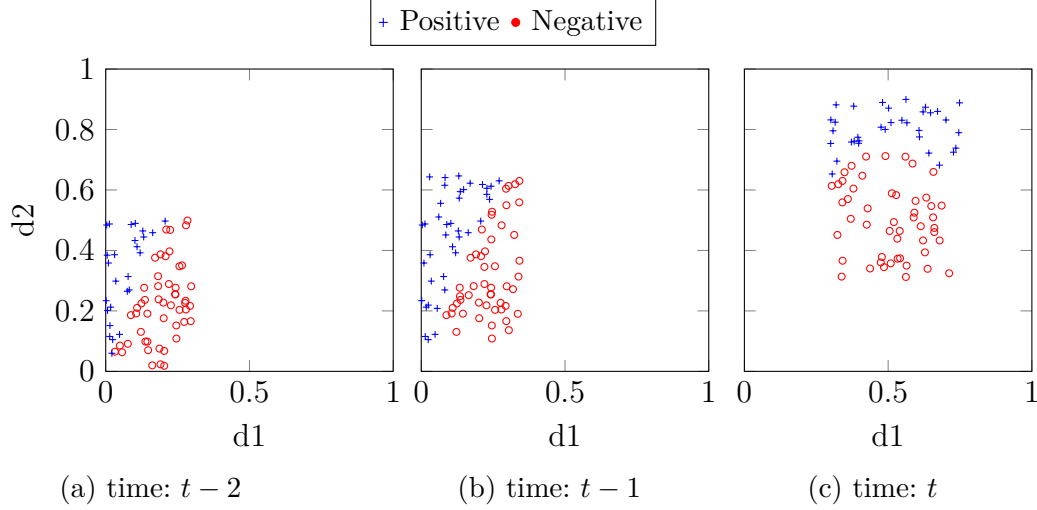 Positive Negative
1
0.8
0.6
0.4
0.2
0
d2
0 0.5 1
0 0.5 1
0 0.5 1
d1 d1 d1
(a) time: t − 2 (b) time: t − 1 (c) time: t